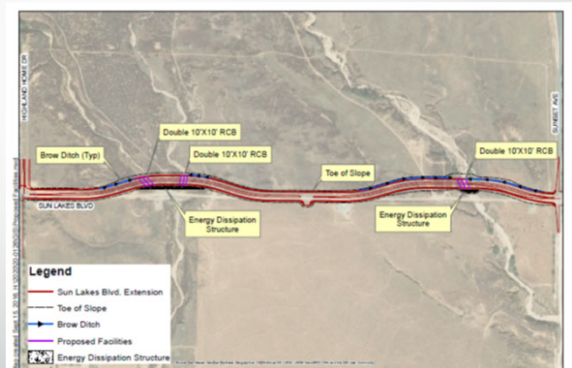 HIGHLAND HOME DR
SUNSET AVE
Double 10'X10' RCB
Double 10'X10' RCB
Double 10'X10' RCB
Brow Ditch (Typ)
Toe of Slope
SUN LAKES BLVD
Energy Dissipation
Structure
Energy Dissipation
Structure
Legend
Sun Lakes Blvd. Extension
Toe of Slope
Brow Ditch
Proposed Facilities
Energy Dissipation Structure